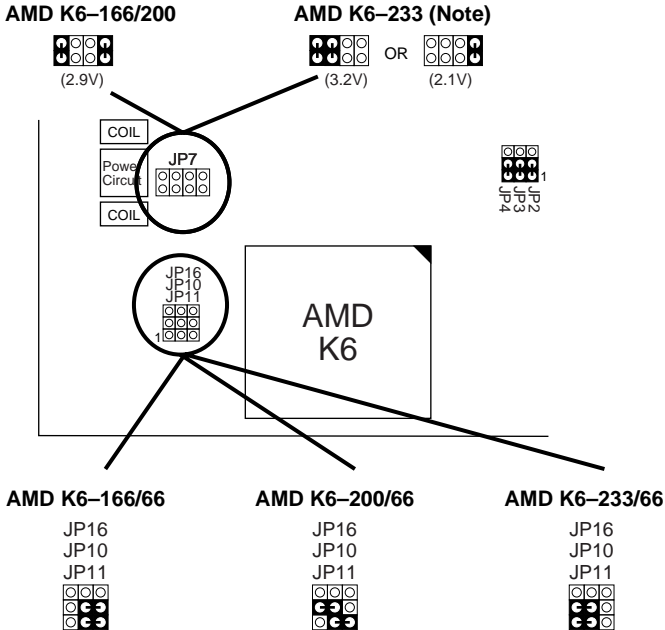 AMD K6–166/200
AMD K6–233 (Note)
OR
(2.9V)
(3.2V)
(2.1V)
COIL
Power
Circuit
JP7
COIL
1
JP4
JP3
JP2
JP16
JP10
JP11
1
AMD
K6
AMD K6–166/66
AMD K6–200/66
AMD K6–233/66
JP16
JP10
JP11
JP16
JP10
JP11
JP16
JP10
JP11